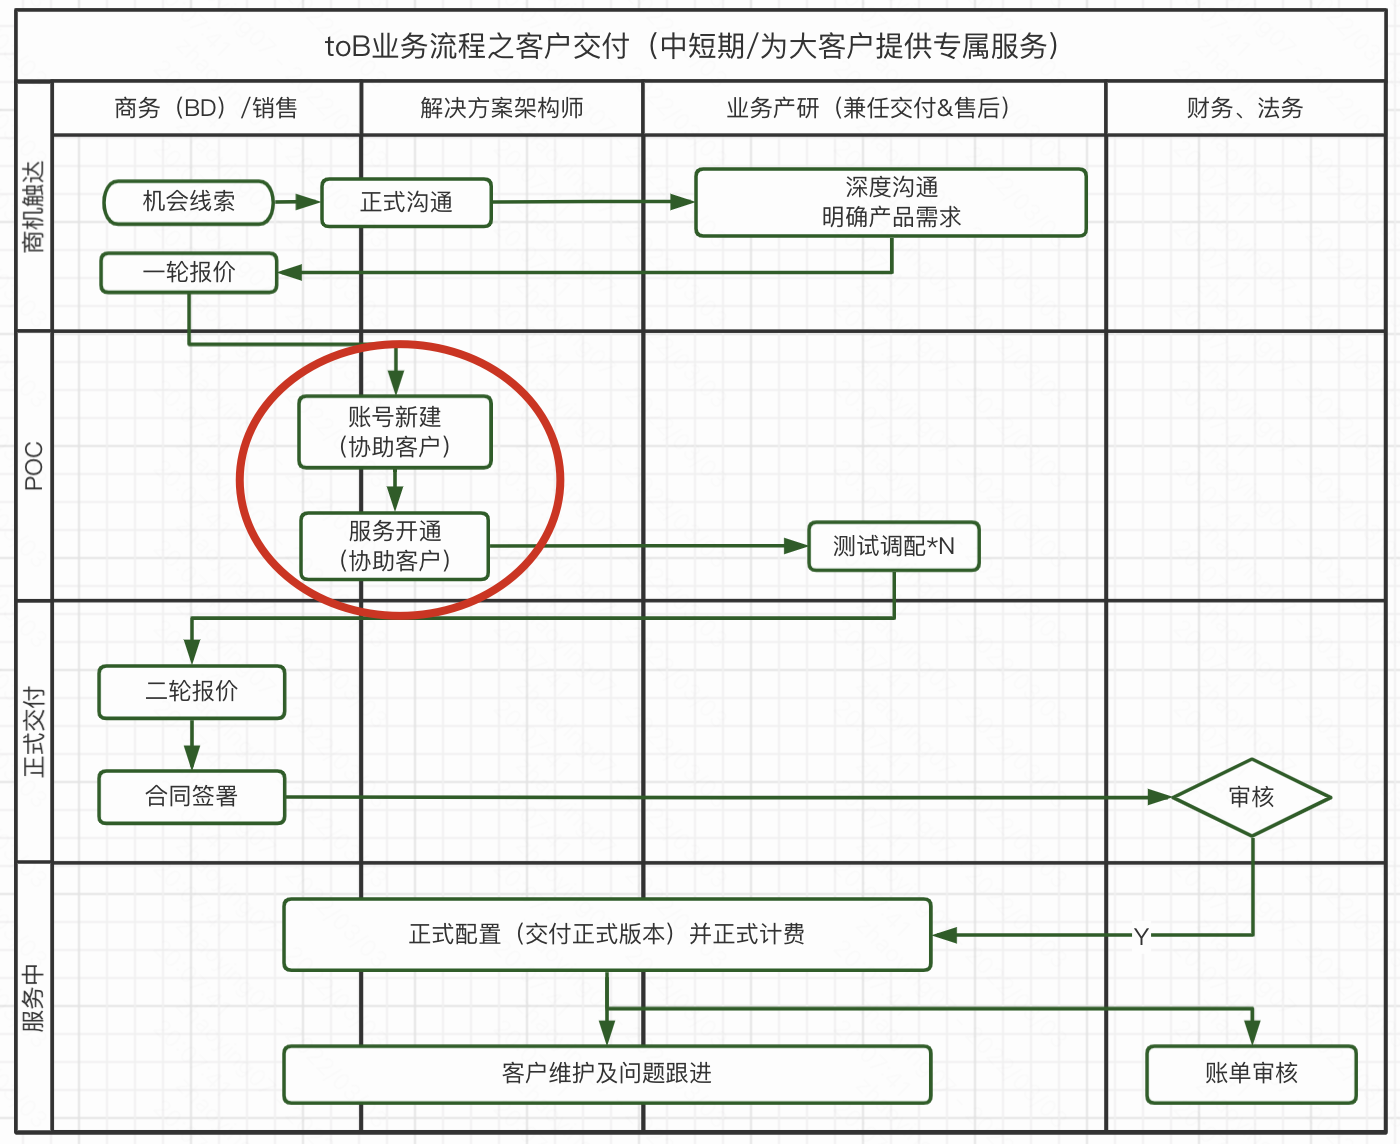 toB业务流程之客户交付（中短期/为大客户提供专属服务）
商务（BD）/销售
解决方案架构师
业务产研（兼任交付&售后）
财务、法务
商机触达
机会线索
正式沟通
深度沟通
明确产品需求
一轮报价
POC
账号新建
（协助客户）
服务开通
（协助客户）
测试调配*N
正式交付
二轮报价
合同签署
审核
服务中
正式配置（交付正式版本）并正式计费
Y
客户维护及问题跟进
账单审核